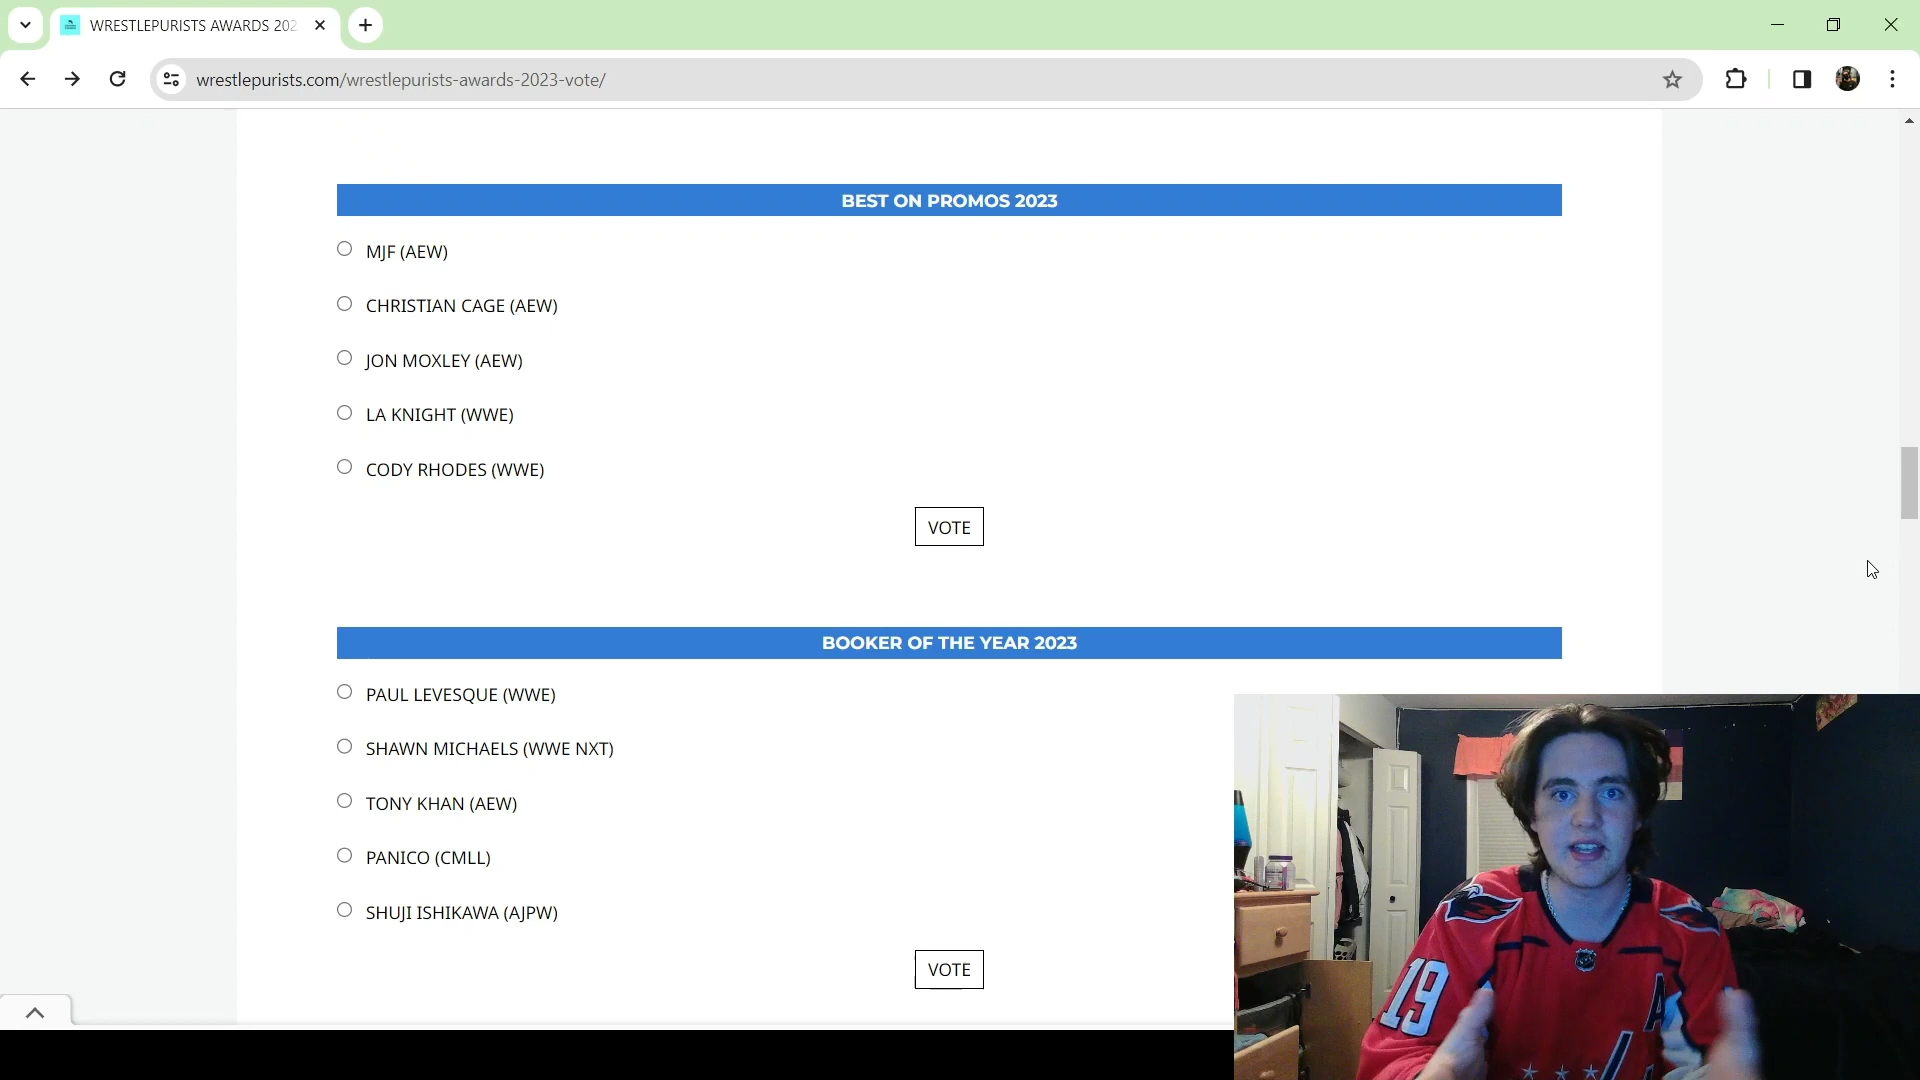 WRESTLEPURISTS AWARDS 202
wrestlepurists.com/wrestlepurists-awards-2023-vote/
BEST ON PROMOS 2023
MJF (AEW)
CHRISTIAN CAGE (AEW)
JON MOXLEY (AEW)
LA KNIGHT (WWE)
CODY RHODES (WWE)
VOTE
BOOKER OF THE YEAR 2023
PAUL LEVESQUE (WWE)
SHAWN MICHAELS (WWE NXT)
TONY KHAN (AEW)
PANICO (CMLL)
SHUJI ISHIKAWA (AJPW)
VOTE
19
A